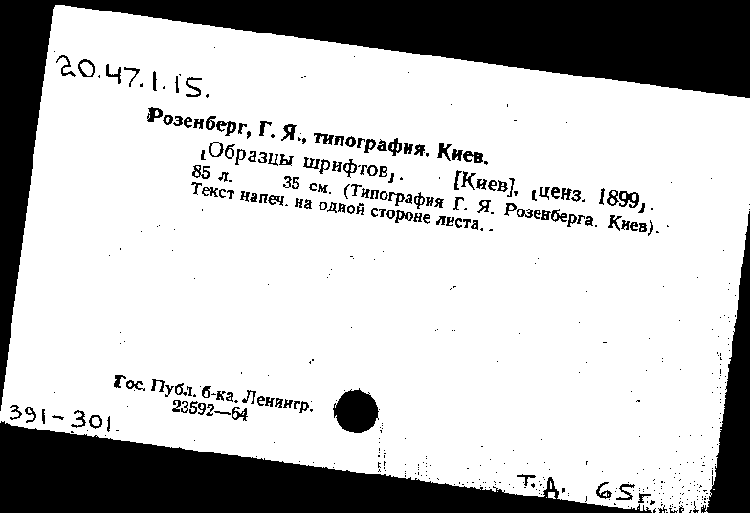 20.47.1.15.
Розенберг, Г. Я., типография. Киев.
[Образцы шрифтов]. [Киев], [ценз. 1899].
85 л. 35 см. (Типография Г. Я. Розенберга. Киев).
Текст напеч. на одной стороне листа.
Гос. Публ. б-ка. Ленингр.
23592—64
391-301.
Т.Д. 65г.